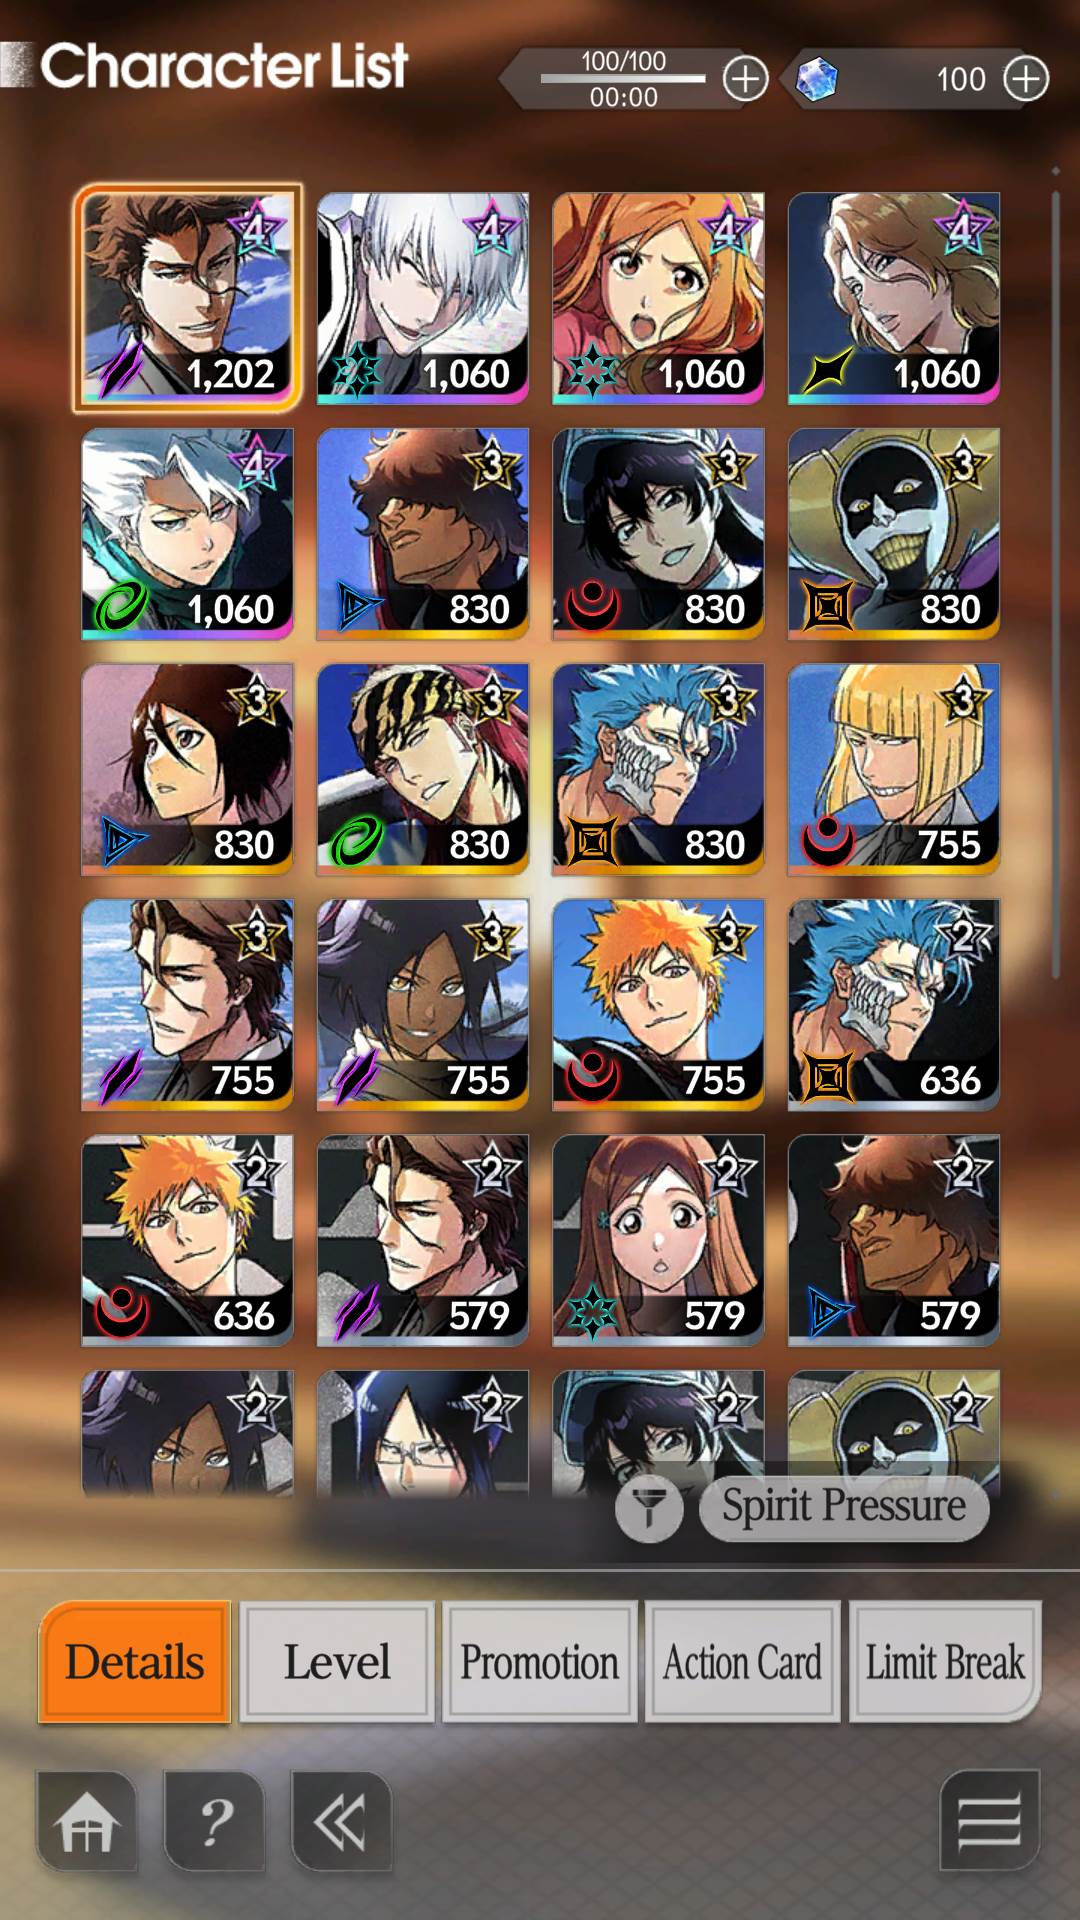 Character List
100/100
00:00
100
4 4 4 4
1,202 1,060 1,060 1,060
4 3 3 3
1,060 830 830 830
3 3 3 3
830 830 830 755
3 3 3 2
755 755 755 636
2 2 2 2
636 579 579 579
2 2 2 2
Spirit Pressure
Details Level Promotion Action Card Limit Break
?